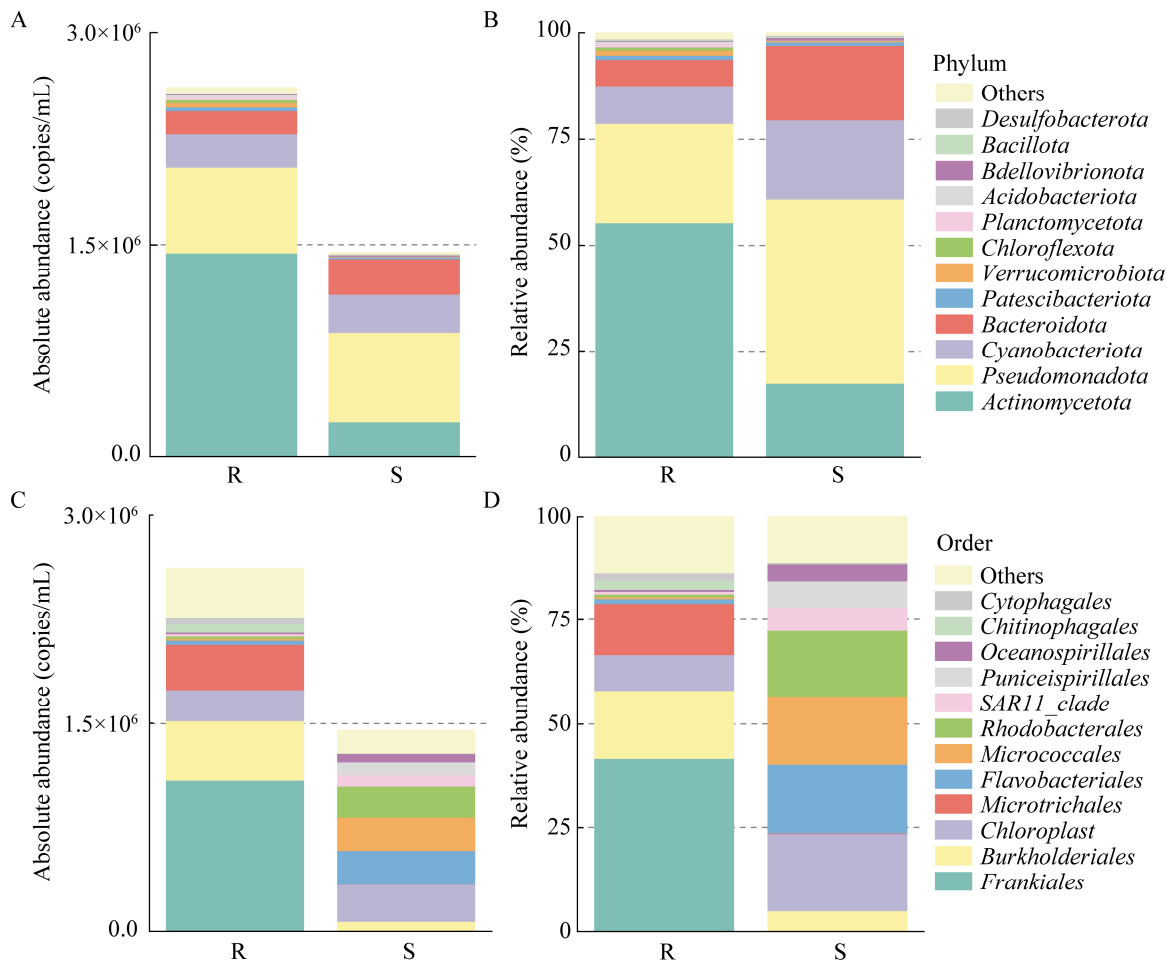 A
3.0×10⁶
1.5×10⁶
0.0
Absolute abundance (copies/mL)
R
S
B
100
75
50
25
0
Relative abundance (%)
R
S
Phylum
Others
Desulfobacterota
Bacillota
Bdellovibrionota
Acidobacteriota
Planctomycetota
Chloroflexota
Verrucomicrobiota
Patescibacteriota
Bacteroidota
Cyanobacteriota
Pseudomonadota
Actinomycetota
C
3.0×10⁶
1.5×10⁶
0.0
Absolute abundance (copies/mL)
R
S
D
100
75
50
25
0
Relative abundance (%)
R
S
Order
Others
Cytophagales
Chitinophagales
Oceanospirillales
Puniceispirillales
SAR11_clade
Rhodobacterales
Micrococcales
Flavobacteriales
Microtrichales
Chloroplast
Burkholderiales
Frankiales